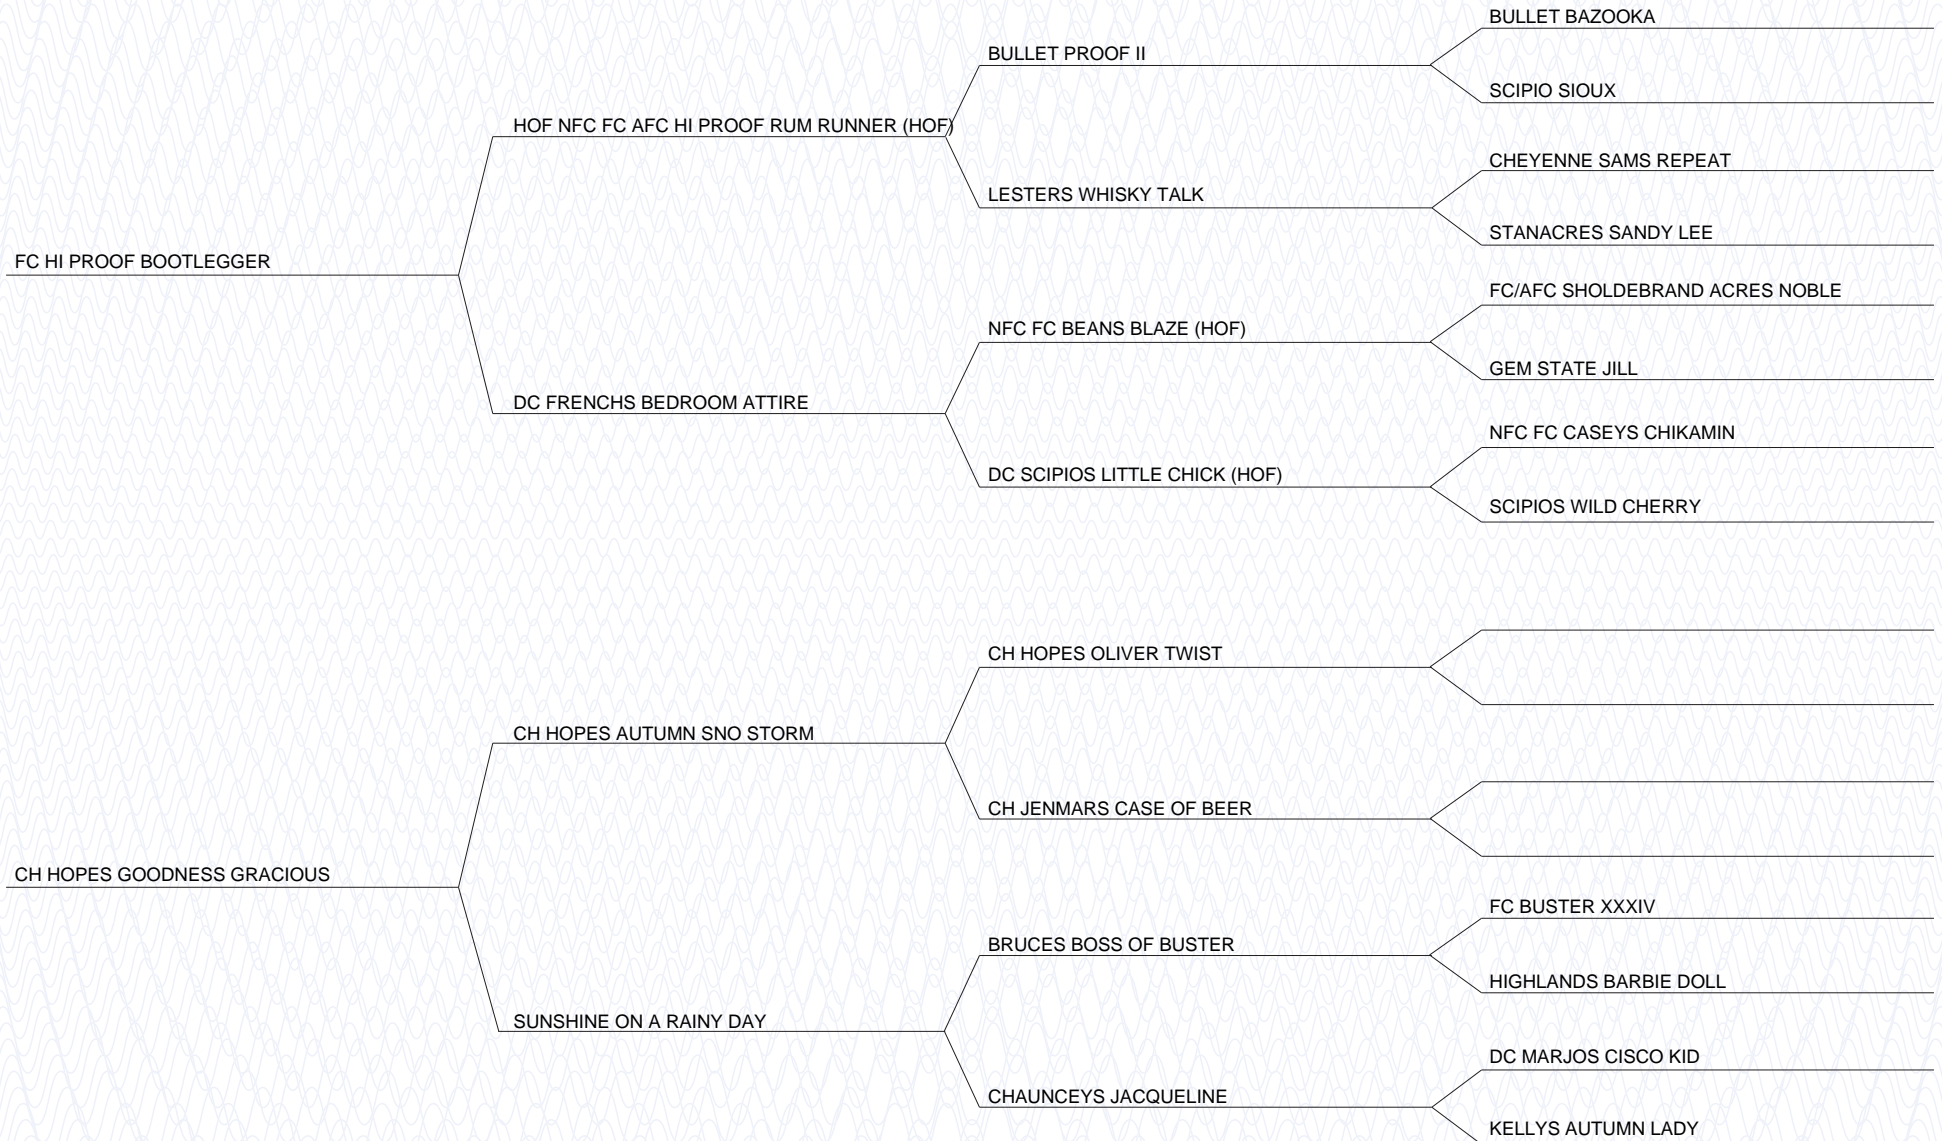 BULLET BAZOOKA
BULLET PROOF II
SCIPIO SIOUX
HOF NFC FC AFC HI PROOF RUM RUNNER (HOF)
CHEYENNE SAMS REPEAT
LESTERS WHISKY TALK
STANACRES SANDY LEE
FC HI PROOF BOOTLEGGER
FC/AFC SHOLDEBRAND ACRES NOBLE
NFC FC BEANS BLAZE (HOF)
GEM STATE JILL
DC FRENCHS BEDROOM ATTIRE
NFC FC CASEYS CHIKAMIN
DC SCIPIOS LITTLE CHICK (HOF)
SCIPIOS WILD CHERRY
CH HOPES OLIVER TWIST
CH HOPES AUTUMN SNO STORM
CH JENMARS CASE OF BEER
CH HOPES GOODNESS GRACIOUS
FC BUSTER XXXIV
BRUCES BOSS OF BUSTER
HIGHLANDS BARBIE DOLL
SUNSHINE ON A RAINY DAY
DC MARJOS CISCO KID
CHAUNCEYS JACQUELINE
KELLYS AUTUMN LADY